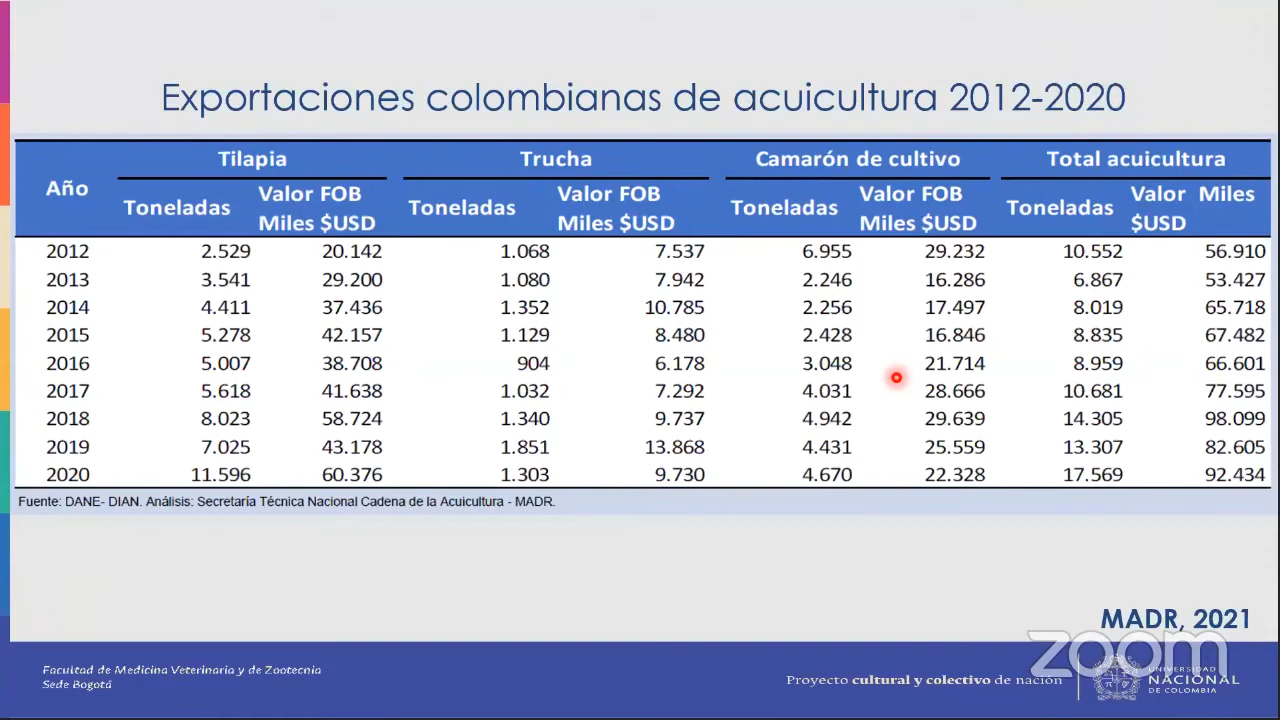 Exportaciones colombianas de acuicultura 2012-2020
Año Tilapia Trucha Camarón de cultivo Total acuicultura
Toneladas Valor FOB Miles $USD Toneladas Valor FOB Miles $USD Toneladas Valor FOB Miles $USD Toneladas Valor Miles $USD
2012 2.529 20.142 1.068 7.537 6.955 29.232 10.552 56.910
2013 3.541 29.200 1.080 7.942 2.246 16.286 6.867 53.427
2014 4.411 37.436 1.352 10.785 2.256 17.497 8.019 65.718
2015 5.278 42.157 1.129 8.480 2.428 16.846 8.835 67.482
2016 5.007 38.708 904 6.178 3.048 21.714 8.959 66.601
2017 5.618 41.638 1.032 7.292 4.031 28.666 10.681 77.595
2018 8.023 58.724 1.340 9.737 4.942 29.639 14.305 98.099
2019 7.025 43.178 1.851 13.868 4.431 25.559 13.307 82.605
2020 11.596 60.376 1.303 9.730 4.670 22.328 17.569 92.434
Fuente: DANE- DIAN. Análisis: Secretaría Técnica Nacional Cadena de la Acuicultura - MADR.
MADR, 2021
zoom
Facultad de Medicina Veterinaria y de Zootecnia
Sede Bogotá
Proyecto cultural y colectivo de nación
UNIVERSIDAD
NACIONAL
DE COLOMBIA